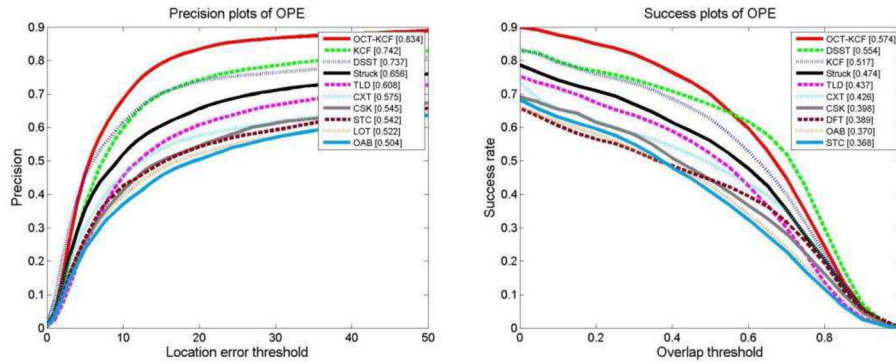 Precision plots of OPE
Precision
0.9
0.8
0.7
0.6
0.5
0.4
0.3
0.2
0.1
0
OCT-KCF [0.834]
KCF [0.742]
DSST [0.737]
Struck [0.656]
TLD [0.608]
CXT [0.575]
CSK [0.545]
STC [0.542]
LOT [0.522]
OAB [0.504]
0 10 20 30 40 50
Location error threshold
Success plots of OPE
Success rate
0.9
0.8
0.7
0.6
0.5
0.4
0.3
0.2
0.1
0
OCT-KCF [0.574]
DSST [0.554]
KCF [0.517]
Struck [0.474]
TLD [0.437]
CXT [0.426]
CSK [0.398]
DFT [0.389]
OAB [0.370]
STC [0.368]
0 0.2 0.4 0.6 0.8
Overlap threshold